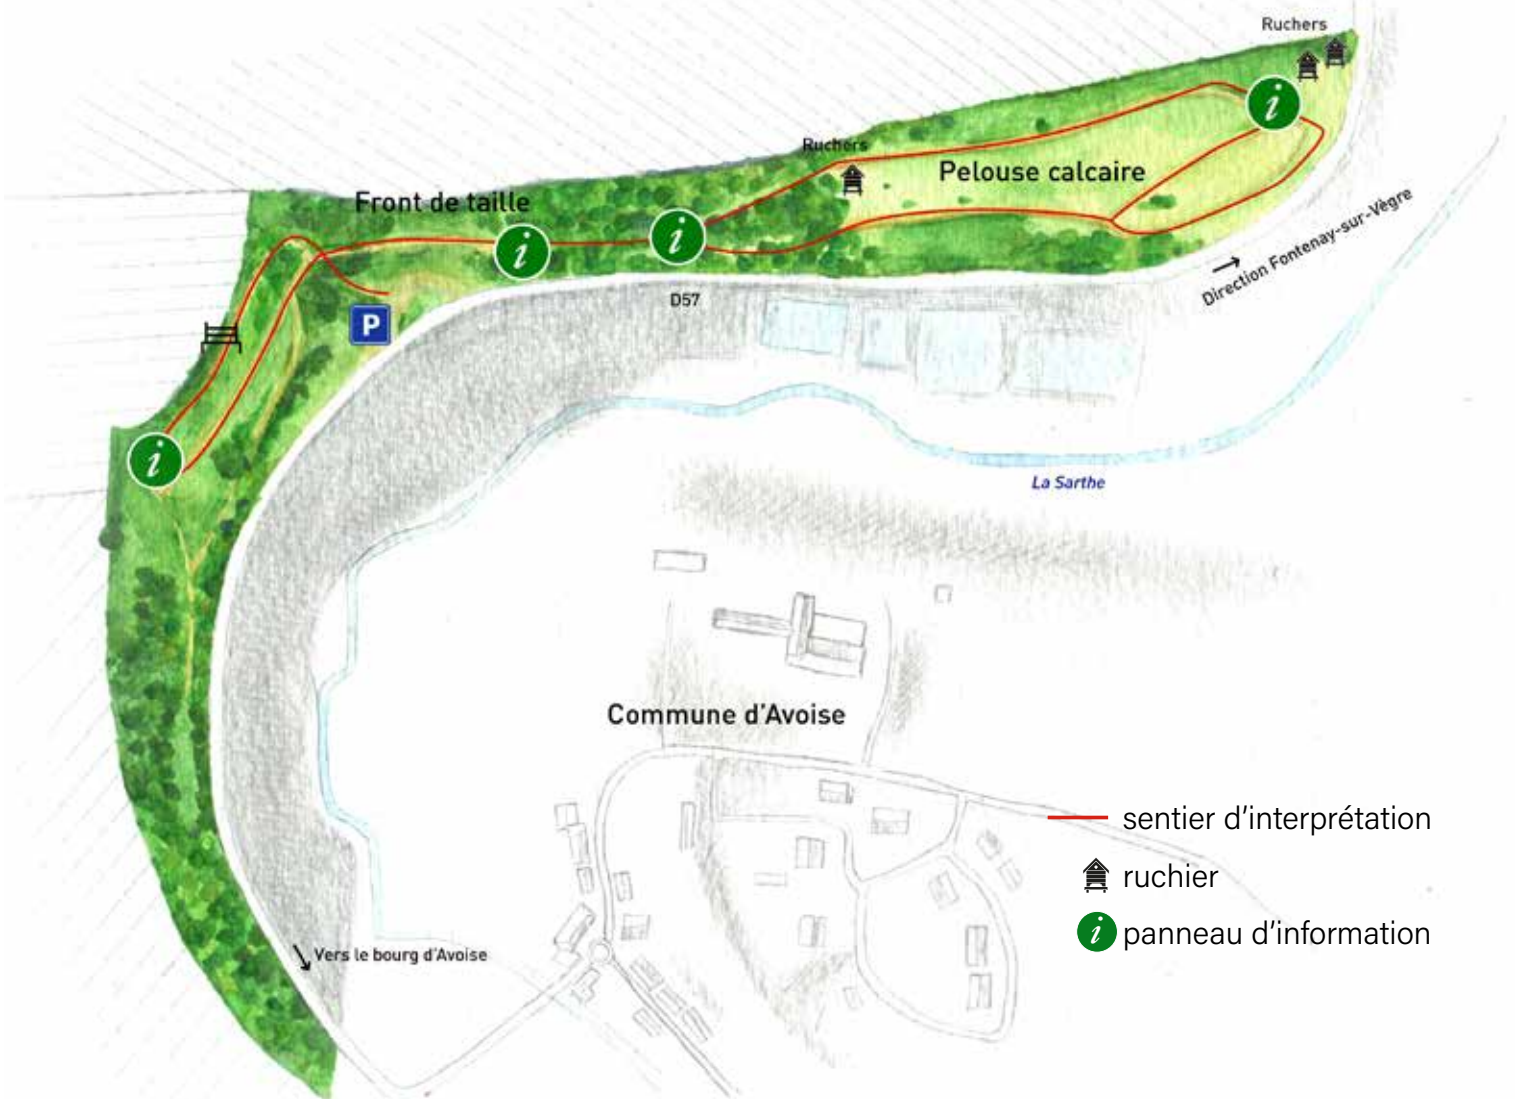 Ruchers
Ruchers
Pelouse calcaire
Front de taille
i
i
i
i
P
D57
Direction Fontenay-sur-Vègre
La Sarthe
Commune d'Avoise
Vers le bourg d'Avoise
sentier d'interprétation
ruchier
i panneau d'information